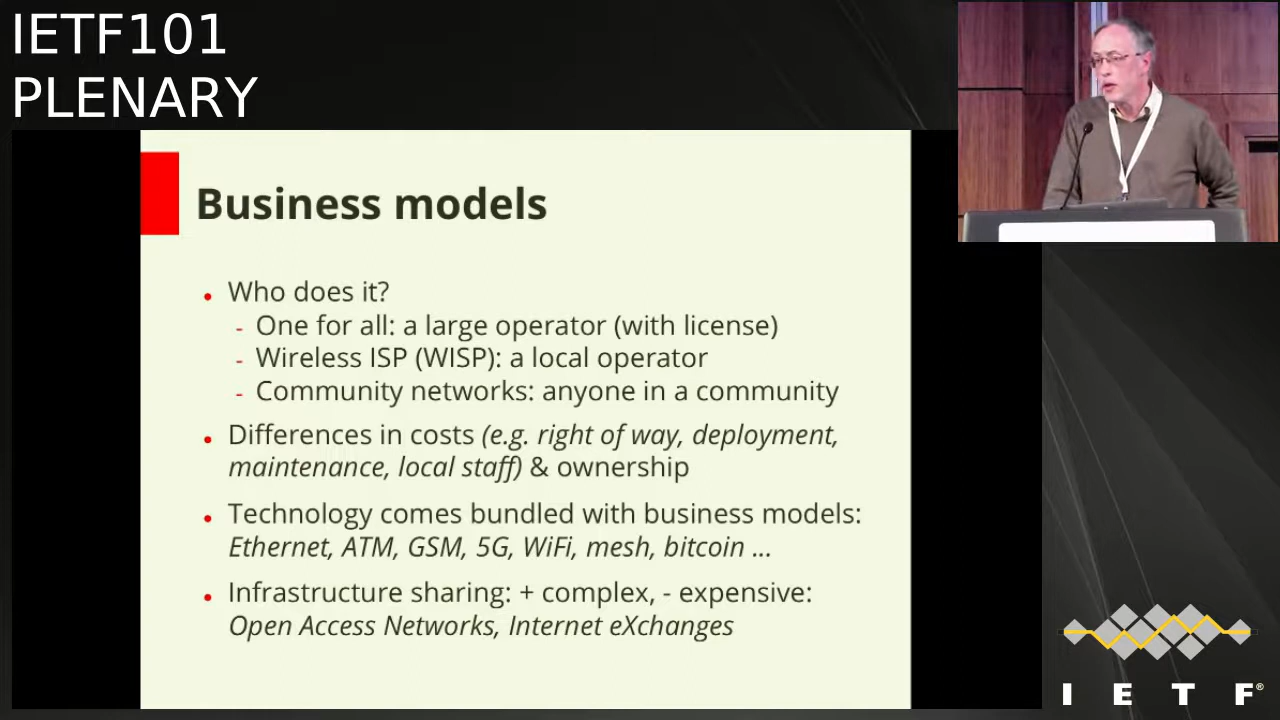 IETF101
PLENARY
Business models
• Who does it?
- One for all: a large operator (with license)
- Wireless ISP (WISP): a local operator
- Community networks: anyone in a community
• Differences in costs (e.g. right of way, deployment,
maintenance, local staff) & ownership
• Technology comes bundled with business models:
Ethernet, ATM, GSM, 5G, WiFi, mesh, bitcoin ...
• Infrastructure sharing: + complex, - expensive:
Open Access Networks, Internet eXchanges
I E T F®